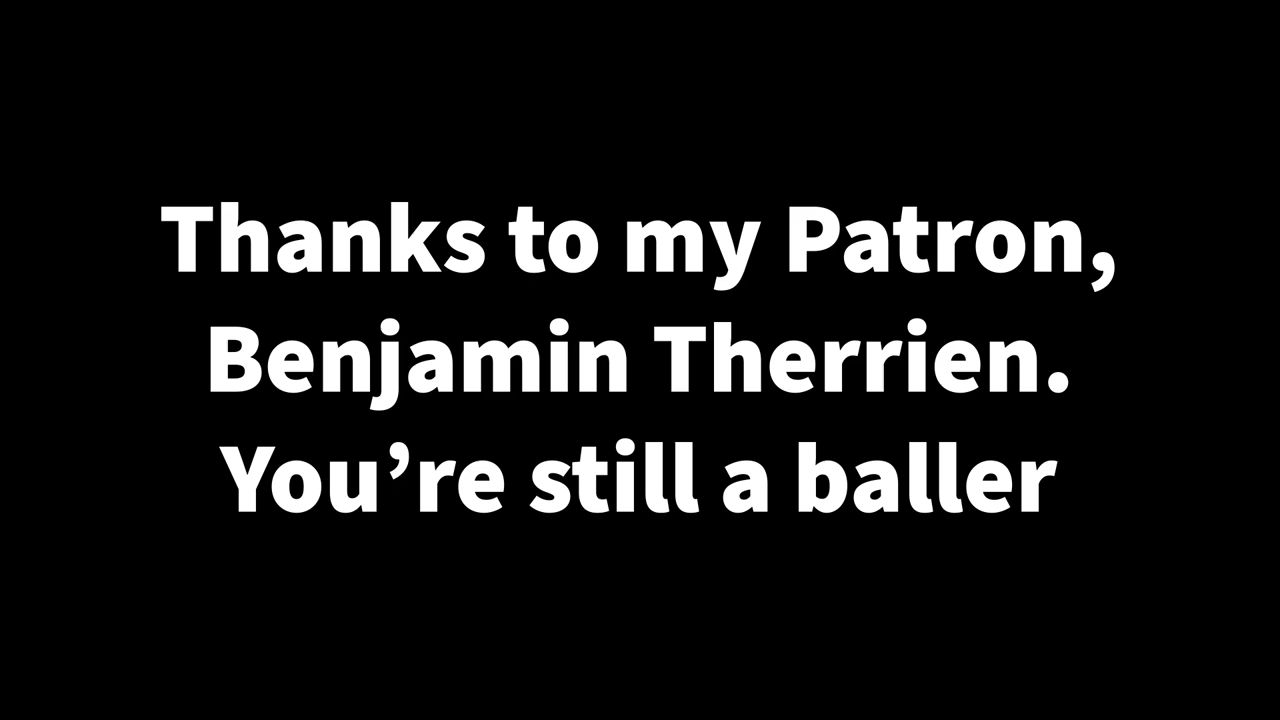 Thanks to my Patron,
Benjamin Therrien.
You’re still a baller